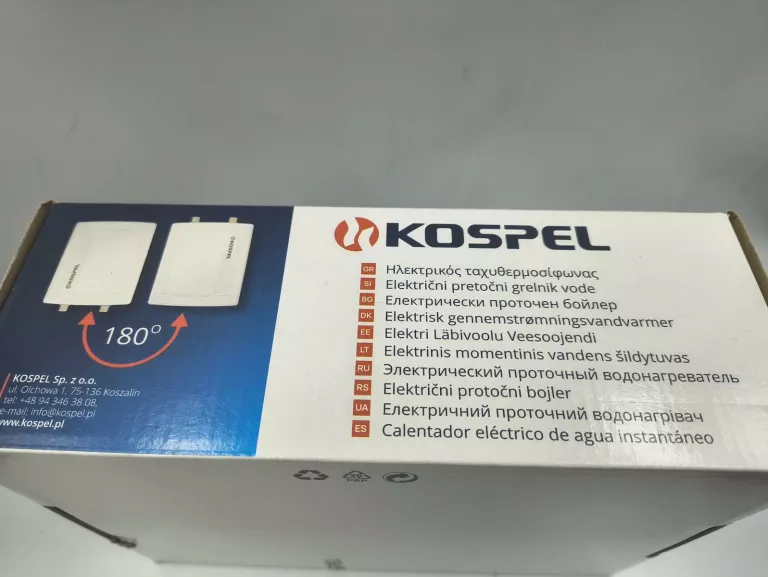 KOSPEL
KOSPEL
180°
KOSPEL Sp. z o.o.
ul. Olchowa 1, 75-136 Koszalin
tel: +48 94 346 38 08,
e-mail: info@kospel.pl
www.kospel.pl
KOSPEL
GR Ηλεκτρικός ταχυθερμοσίφωνας
SI Električni pretočni grelnik vode
BG Електрически проточен бойлер
DK Elektrisk gennemstrømningsvandvarmer
EE Elektri Läbivoolu Veesoojendi
LT Elektrinis momentinis vandens šildytuvas
RU Электрический проточный водонагреватель
RS Električni protočni bojler
UA Електричний проточний водонагрівач
ES Calentador eléctrico de agua instantáneo